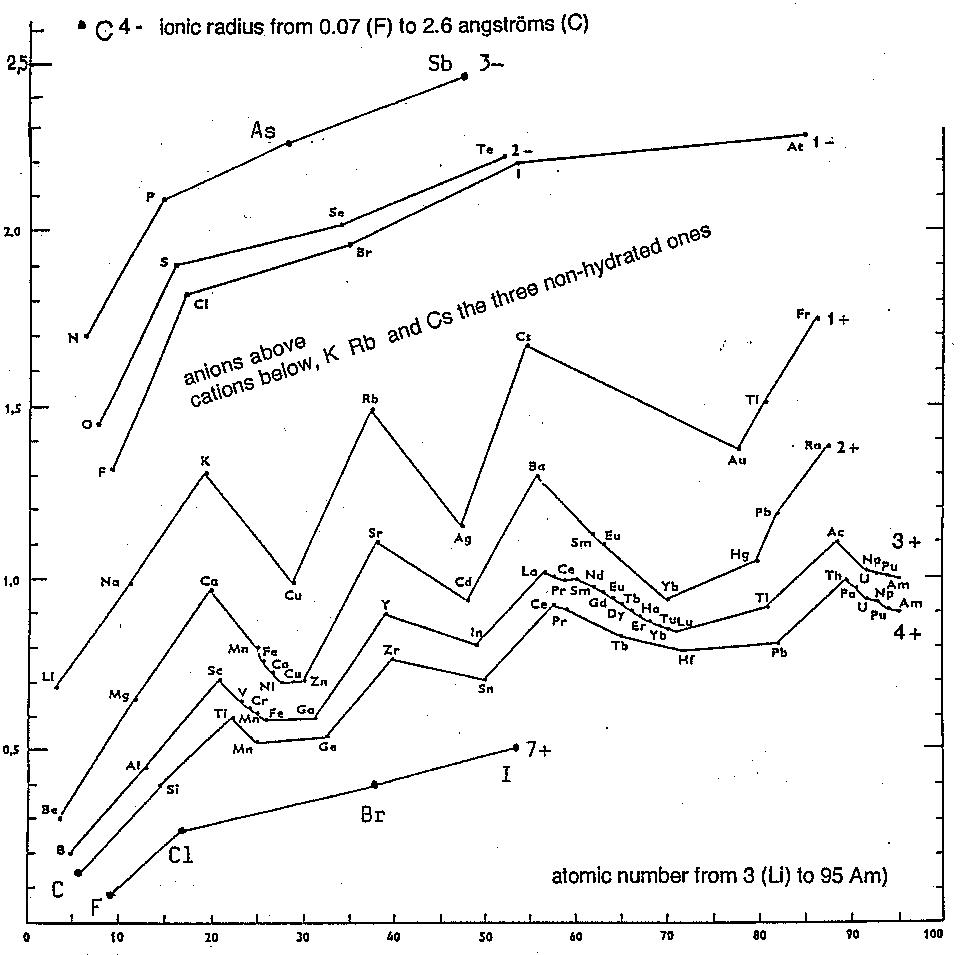 C 4- ionic radius from 0.07 (F) to 2.6 angströms (C)
2,5
Sb 3-
As
Te 2-
I
At 1-
P
Se
2.0
S
Br
Cl
N
anions above
cations below, K Rb and Cs the three non-hydrated ones
Cs
Fr 1+
1,5
O
Rb
Tl
F
K
Au
Ra 2+
Ba
Pb
Ag
Sr
Sm Eu
Hg
Ac
3+
1,0
Na
Cu
Ca
Cd
La Ce Nd
Pr Sm Eu
Gd Tb Ho
Dy Er Tu Lu
Yb
Yb
Tl
Th
Pa
U
Np Pu
Am
U
Np
Pu
Am
4+
Y
In
Ce
Pr
Tb
Hf
Pb
Mn Fe
Co
Ni
Cu
Zn
Zr
Sn
Li
Mg
Sc
V
Cr
Mn
Fe
Ga
Ti
Mn
Ge
0,5
Al
Si
I
7+
Be
Br
B
Cl
C
F
atomic number from 3 (Li) to 95 Am)
0 10 20 30 40 50 60 70 80 90 100